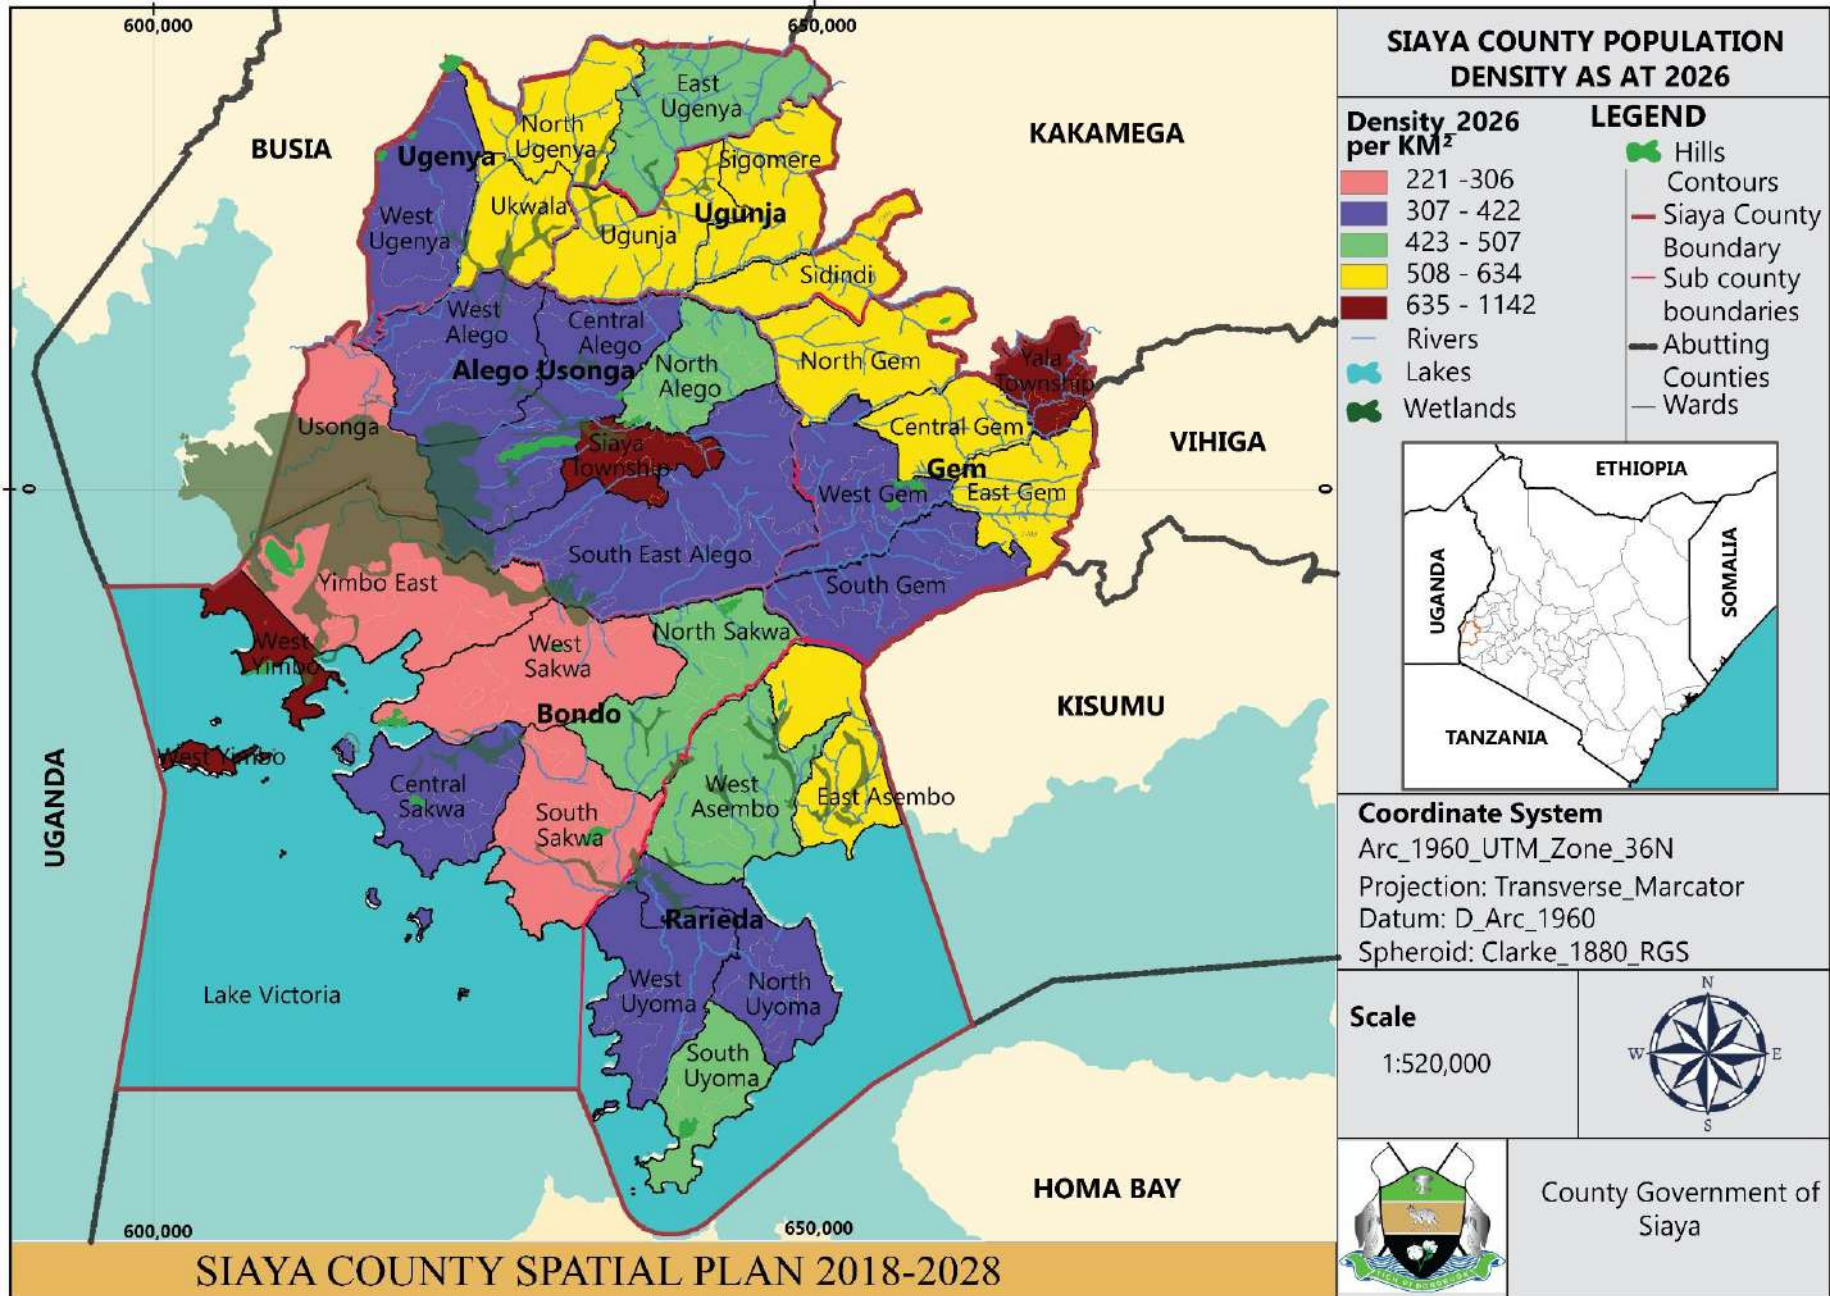 600,000
650,000
BUSIA
KAKAMEGA
VIHIGA
KISUMU
HOMA BAY
UGANDA
0
0
East
Ugenya
North
Ugenya
Ugenya
Sigomere
West
Ugenya
Ukwala
Ugunja
Ugunja
Sidindi
West
Alego
Central
Alego
Alego Usonga
North
Alego
North Gem
Yala
Township
Usonga
Central Gem
Siaya
Township
Gem
West Gem
East Gem
South East Alego
South Gem
Yimbo East
West
Yimbo
West
Sakwa
North Sakwa
Bondo
West Yimbo
Central
Sakwa
South
Sakwa
West
Asembo
East Asembo
Rarieda
West
Uyoma
North
Uyoma
South
Uyoma
Lake Victoria
600,000
650,000
SIAYA COUNTY SPATIAL PLAN 2018-2028
SIAYA COUNTY POPULATION
DENSITY AS AT 2026
Density_2026
per KM²
221 -306
307 - 422
423 - 507
508 - 634
635 - 1142
Rivers
Lakes
Wetlands
LEGEND
Hills
Contours
Siaya County
Boundary
Sub county
boundaries
Abutting
Counties
Wards
ETHIOPIA
UGANDA
SOMALIA
TANZANIA
Coordinate System
Arc_1960_UTM_Zone_36N
Projection: Transverse_Marcator
Datum: D_Arc_1960
Spheroid: Clarke_1880_RGS
Scale
1:520,000
N
W
E
S
County Government of
Siaya